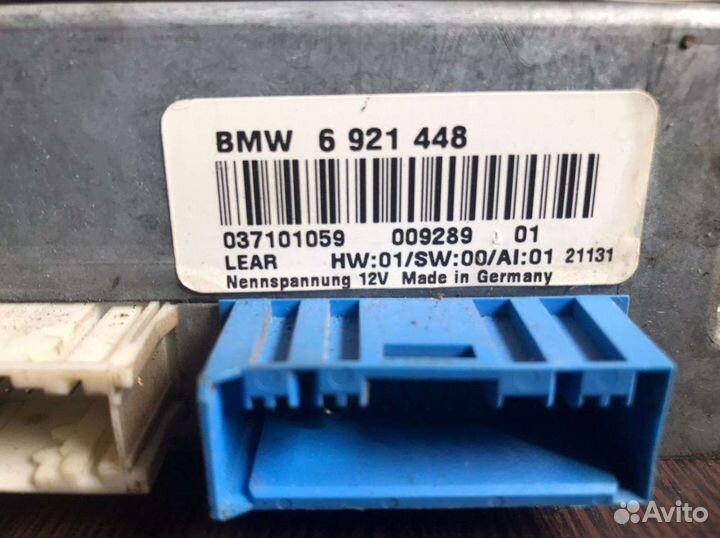 BMW 6 921 448
037101059 009289 01
LEAR HW:01/SW:00/AI:01 21131
Nennspannung 12V Made in Germany
Avito